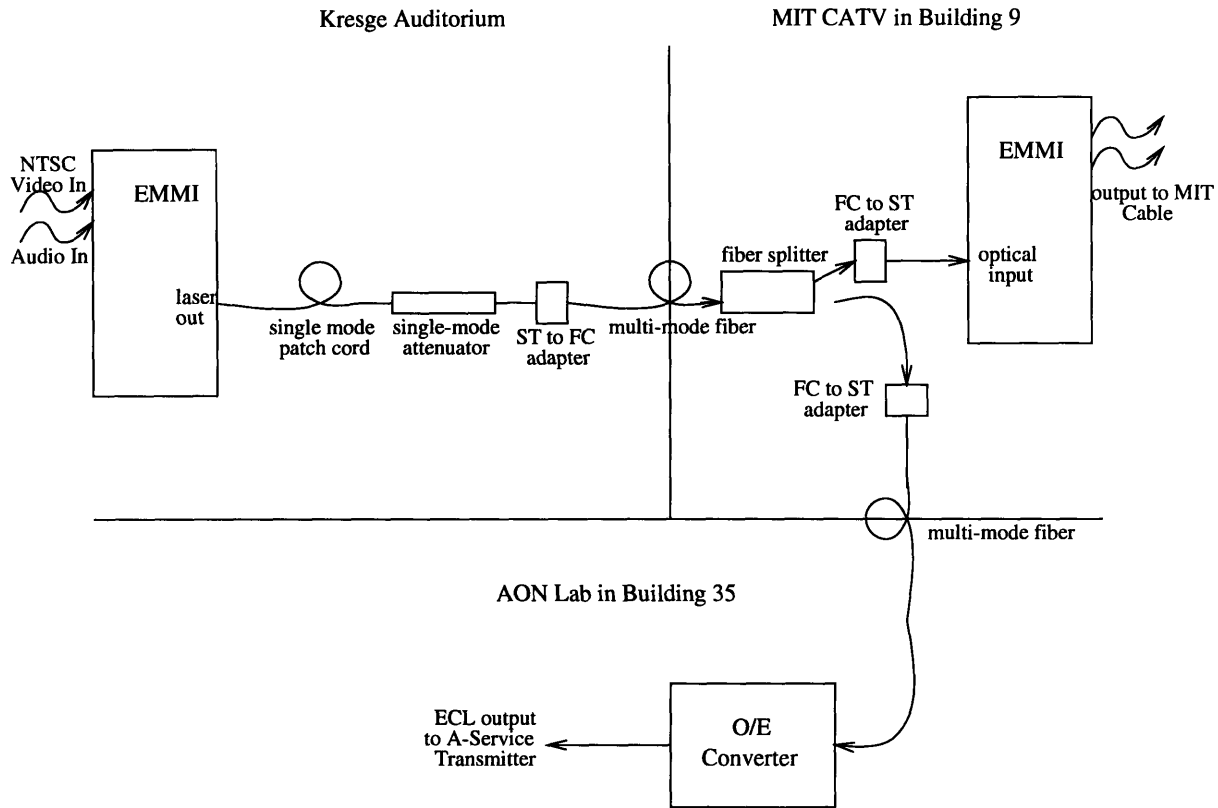 Kresge Auditorium
MIT CATV in Building 9
NTSC
Video In
Audio In
EMMI
laser
out
single mode
patch cord
single-mode
attenuator
ST to FC
adapter
multi-mode fiber
fiber splitter
FC to ST
adapter
EMMI
optical
input
output to MIT
Cable
FC to ST
adapter
multi-mode fiber
AON Lab in Building 35
ECL output
to A-Service
Transmitter
O/E
Converter